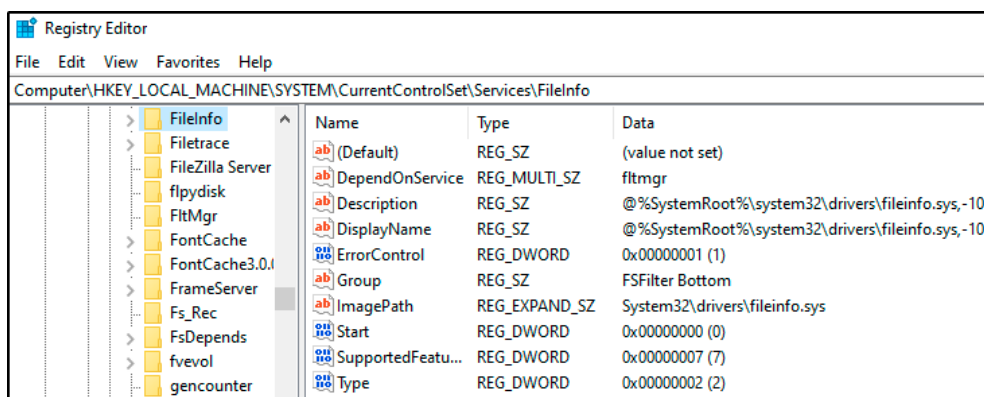 Registry Editor
File Edit View Favorites Help
Computer\HKEY_LOCAL_MACHINE\SYSTEM\CurrentControlSet\Services\FileInfo
FileInfo
Filetrace
FileZilla Server
flpydisk
FltMgr
FontCache
FontCache3.0.(
FrameServer
Fs_Rec
FsDepends
fvevol
gencounter
Name Type Data
(Default) REG_SZ (value not set)
DependOnService REG_MULTI_SZ fltmgr
Description REG_SZ @%SystemRoot%\system32\drivers\fileinfo.sys,-10
DisplayName REG_SZ @%SystemRoot%\system32\drivers\fileinfo.sys,-10
ErrorControl REG_DWORD 0x00000001 (1)
Group REG_SZ FSFilter Bottom
ImagePath REG_EXPAND_SZ System32\drivers\fileinfo.sys
Start REG_DWORD 0x00000000 (0)
SupportedFeatu... REG_DWORD 0x00000007 (7)
Type REG_DWORD 0x00000002 (2)